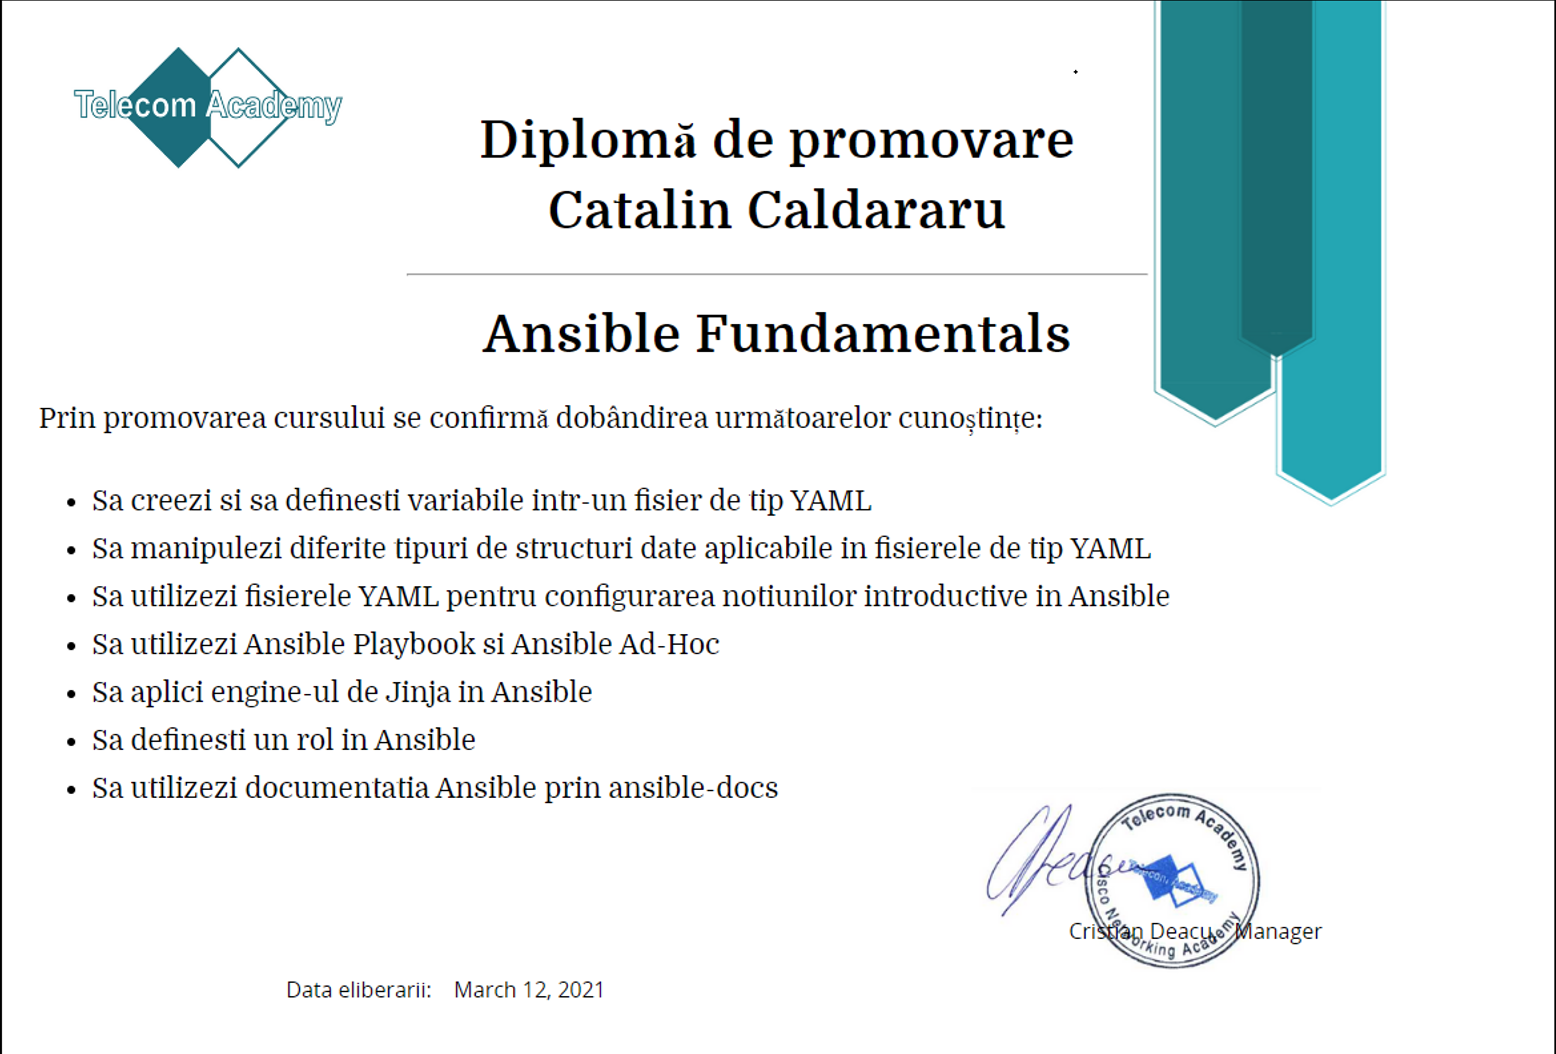 Telecom Academy
Diplomă de promovare
Catalin Caldararu
Ansible Fundamentals
Prin promovarea cursului se confirmă dobândirea următoarelor cunoștințe:
• Sa creezi si sa definesti variabile intr-un fisier de tip YAML
• Sa manipulezi diferite tipuri de structuri date aplicabile in fisierele de tip YAML
• Sa utilizezi fisierele YAML pentru configurarea notiunilor introductive in Ansible
• Sa utilizezi Ansible Playbook si Ansible Ad-Hoc
• Sa aplici engine-ul de Jinja in Ansible
• Sa definesti un rol in Ansible
• Sa utilizezi documentatia Ansible prin ansible-docs
Telecom Academy
Telecom Academy
Cisco Networking Academy
Cristian Deacu - Manager
Data eliberarii: March 12, 2021